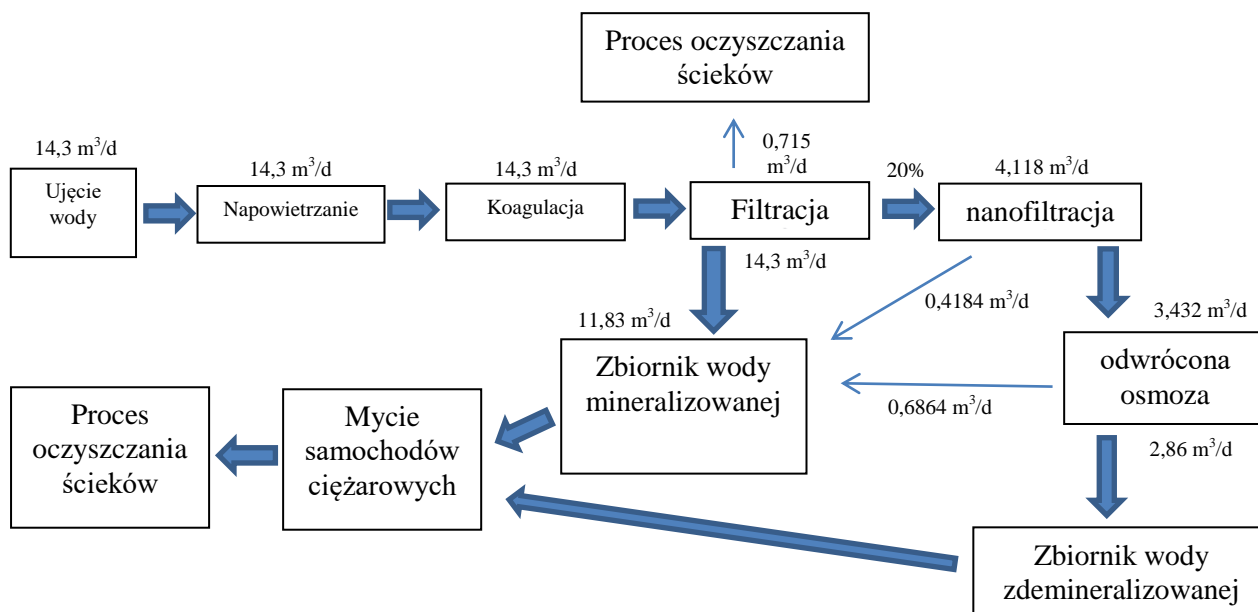 Proces oczyszczania
ścieków
14,3 m³/d
14,3 m³/d
14,3 m³/d
0,715
m³/d
20%
4,118 m³/d
Ujęcie
wody
Napowietrzanie
Koagulacja
Filtracja
nanofiltracja
14,3 m³/d
0,4184 m³/d
3,432 m³/d
11,83 m³/d
Zbiornik wody
mineralizowanej
odwrócona
osmoza
0,6864 m³/d
Proces
oczyszczania
ścieków
Mycie
samochodów
ciężarowych
2,86 m³/d
Zbiornik wody
zdemineralizowanej